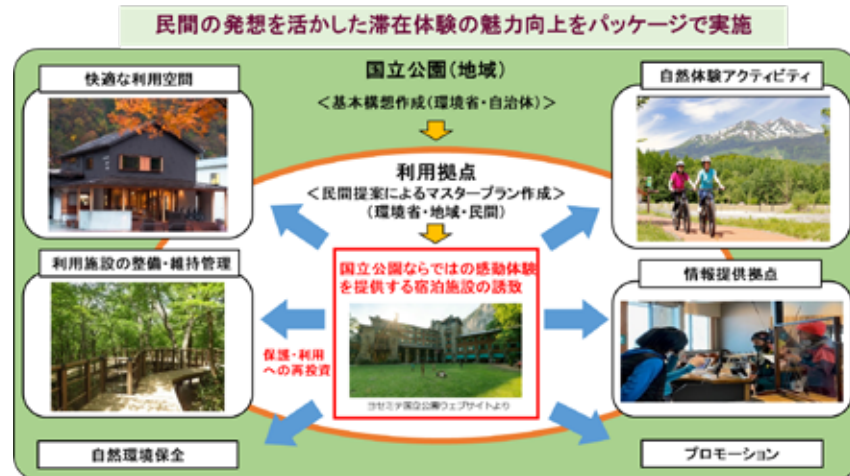 民間の発想を活かした滞在体験の魅力向上をパッケージで実施
快適な利用空間
国立公園(地域)
<基本構想作成(環境省・自治体)>
自然体験アクティビティ
利用拠点
<民間提案によるマスタープラン作成>
(環境省・地域・民間)
利用施設の整備・維持管理
国立公園ならではの感動体験
を提供する宿泊施設の誘致
情報提供拠点
保護・利用
への再投資
ヨセミテ国立公園ウェブサイトより
自然環境保全
プロモーション